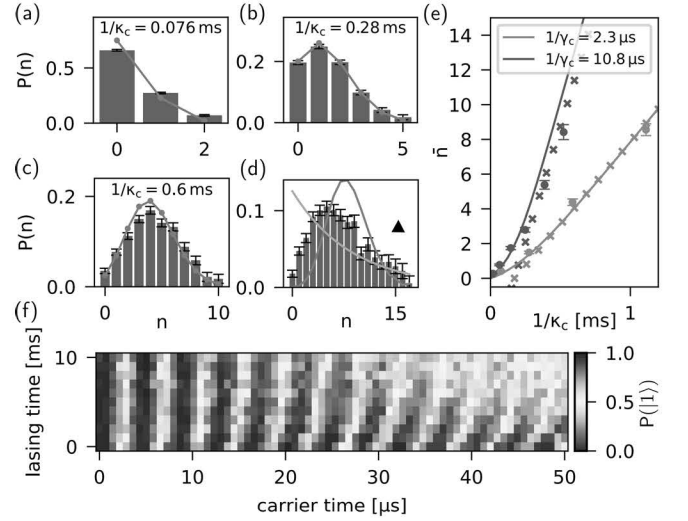 (a)
1/κc = 0.076 ms
P(n)
0.5
0.0
0
2
(b)
1/κc = 0.28 ms
0.2
0.0
0
5
(c)
1/κc = 0.6 ms
P(n)
0.2
0.0
0
10
n
(d)
▲
0.1
0.0
0
15
n
(e)
1/γc = 2.3 μs
1/γc = 10.8 μs
n̄
14
12
10
8
6
4
2
0
0
1
1/κc [ms]
(f)
lasing time [ms]
10
0
0
5
10
15
20
25
30
35
40
45
50
carrier time [μs]
1.0
0.5
0.0
P(|1⟩)